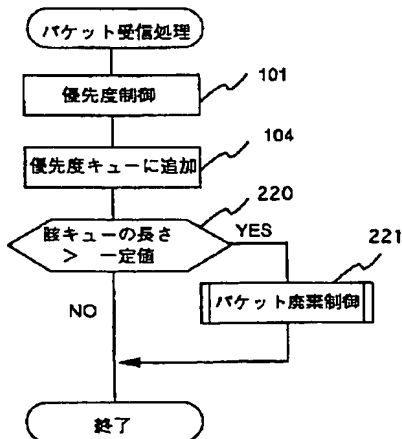 パケット受信処理
101
優先度制御
104
優先度キューに追加
220
該キューの長さ
> 一定値
YES
221
パケット廃棄制御
NO
終了